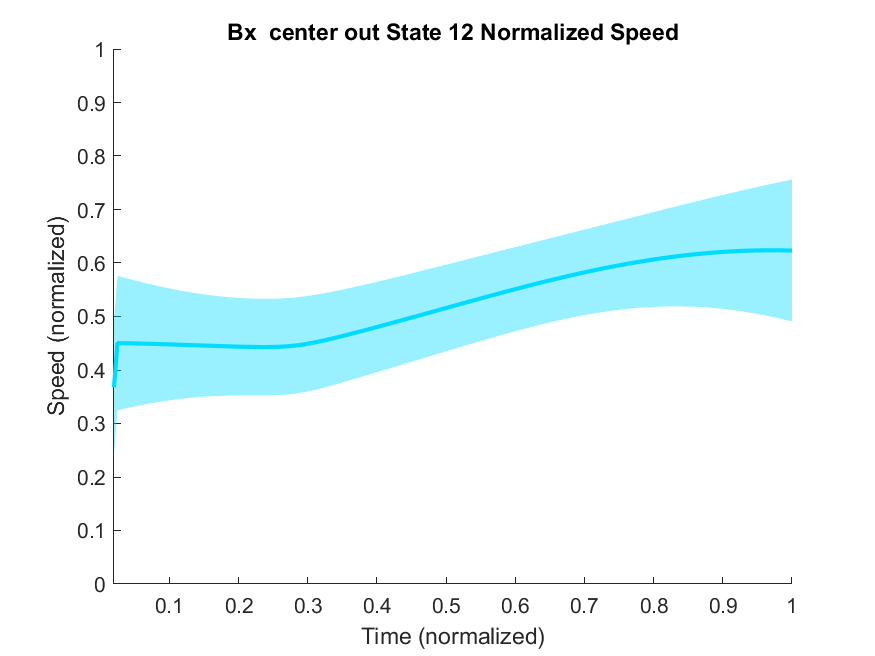 Bx  center out State 12 Normalized Speed
1
0.9
0.8
0.7
0.6
0.5
0.4
0.3
0.2
0.1
0
Speed (normalized)
0.1 0.2 0.3 0.4 0.5 0.6 0.7 0.8 0.9 1
Time (normalized)